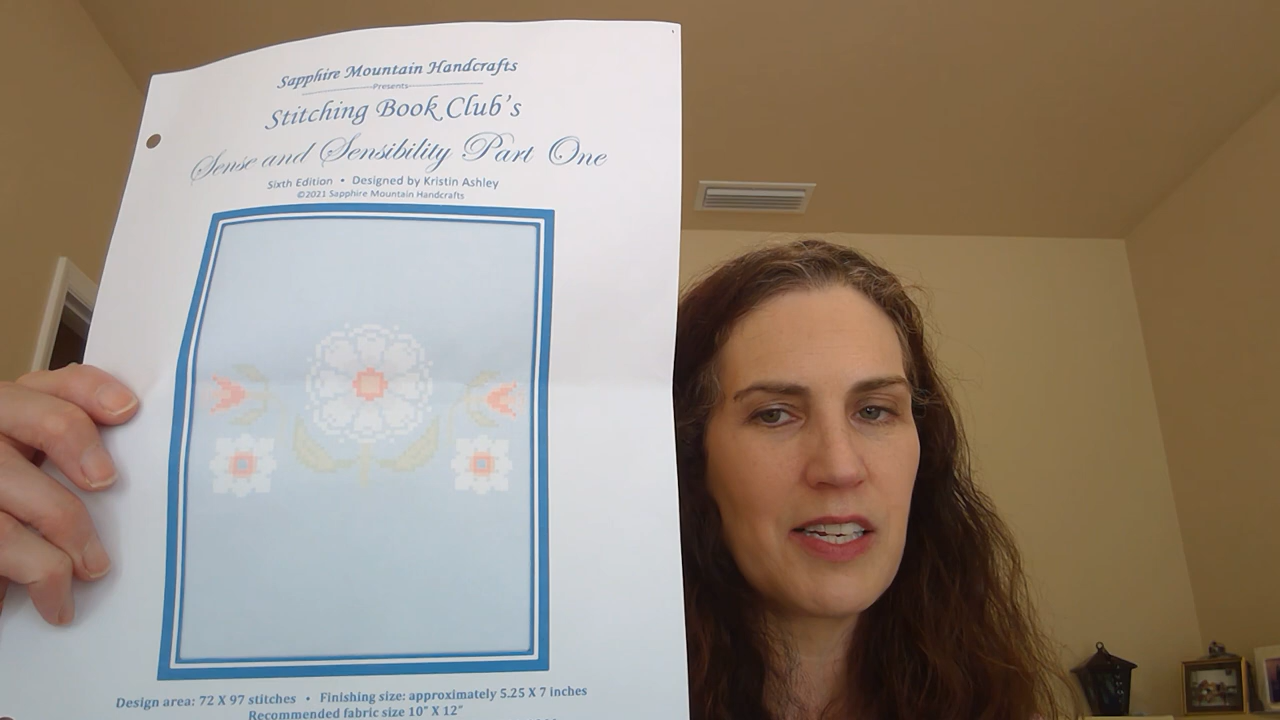 Sapphire Mountain Handcrafts
Presents
Stitching Book Club's
Sense and Sensibility Part One
Sixth Edition • Designed by Kristin Ashley
©2021 Sapphire Mountain Handcrafts
Design area: 72 X 97 stitches • Finishing size: approximately 5.25 X 7 inches
Recommended fabric size 10" X 12"